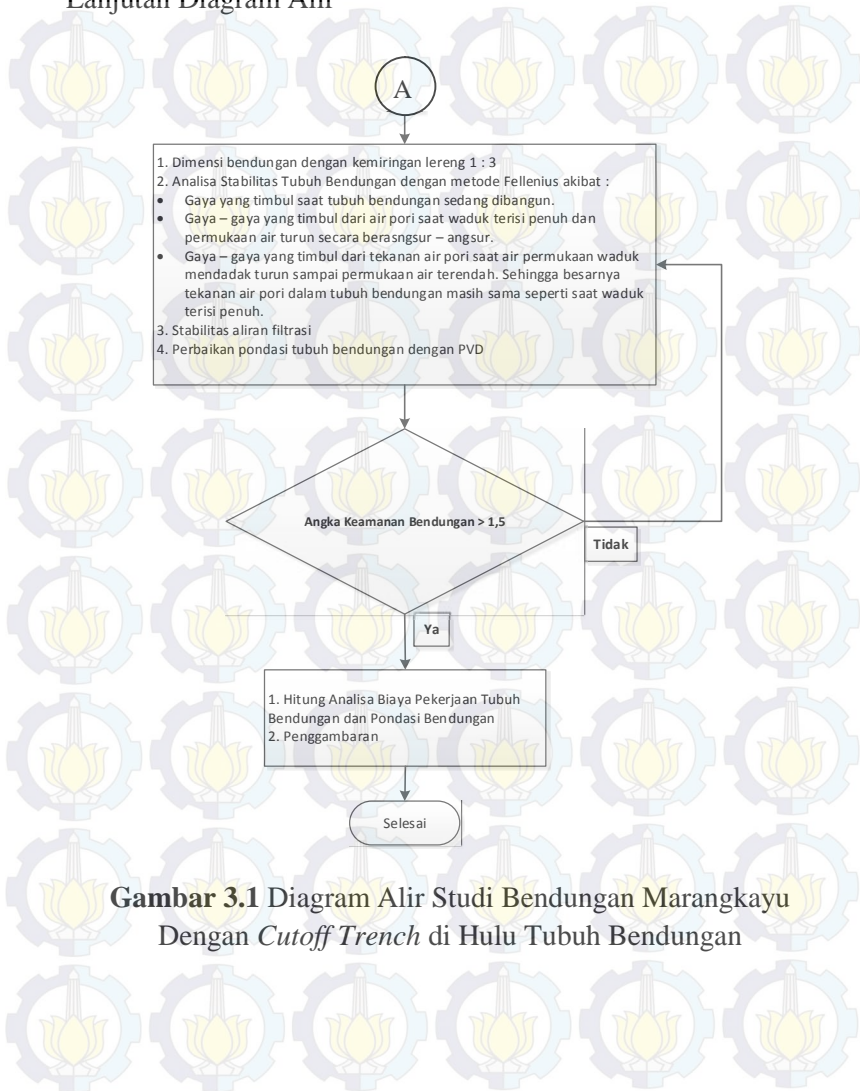 Lanjutan Diagram Alir
A
1. Dimensi bendungan dengan kemiringan lereng 1 : 3
2. Analisa Stabilitas Tubuh Bendungan dengan metode Fellenius akibat :
• Gaya yang timbul saat tubuh bendungan sedang dibangun.
• Gaya – gaya yang timbul dari air pori saat waduk terisi penuh dan
permukaan air turun secara berasngsur – angsur.
• Gaya – gaya yang timbul dari tekanan air pori saat air permukaan waduk
mendadak turun sampai permukaan air terendah. Sehingga besarnya
tekanan air pori dalam tubuh bendungan masih sama seperti saat waduk
terisi penuh.
3. Stabilitas aliran filtrasi
4. Perbaikan pondasi tubuh bendungan dengan PVD
Angka Keamanan Bendungan > 1,5
Tidak
Ya
1. Hitung Analisa Biaya Pekerjaan Tubuh
Bendungan dan Pondasi Bendungan
2. Penggambaran
Selesai
Gambar 3.1 Diagram Alir Studi Bendungan Marangkayu
Dengan Cutoff Trench di Hulu Tubuh Bendungan